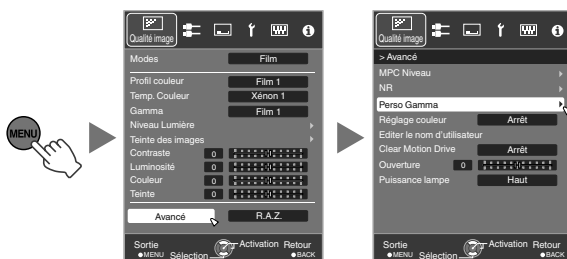 MENU
Qualité image
Modes Film
Profil couleur Film 1
Temp. Couleur Xénon 1
Gamma Film 1
Niveau Lumière
Teinte des images
Contraste 0
Luminosité 0
Couleur 0
Teinte 0
Avancé R.A.Z.
Sortie Activation Retour
MENU Sélection BACK
Qualité image
> Avancé
MPC Niveau
NR
Perso Gamma
Réglage couleur Arrêt
Editer le nom d'utilisateur
Clear Motion Drive Arrêt
Ouverture 0
Puissance lampe Haut
Sortie Activation Retour
MENU Sélection BACK